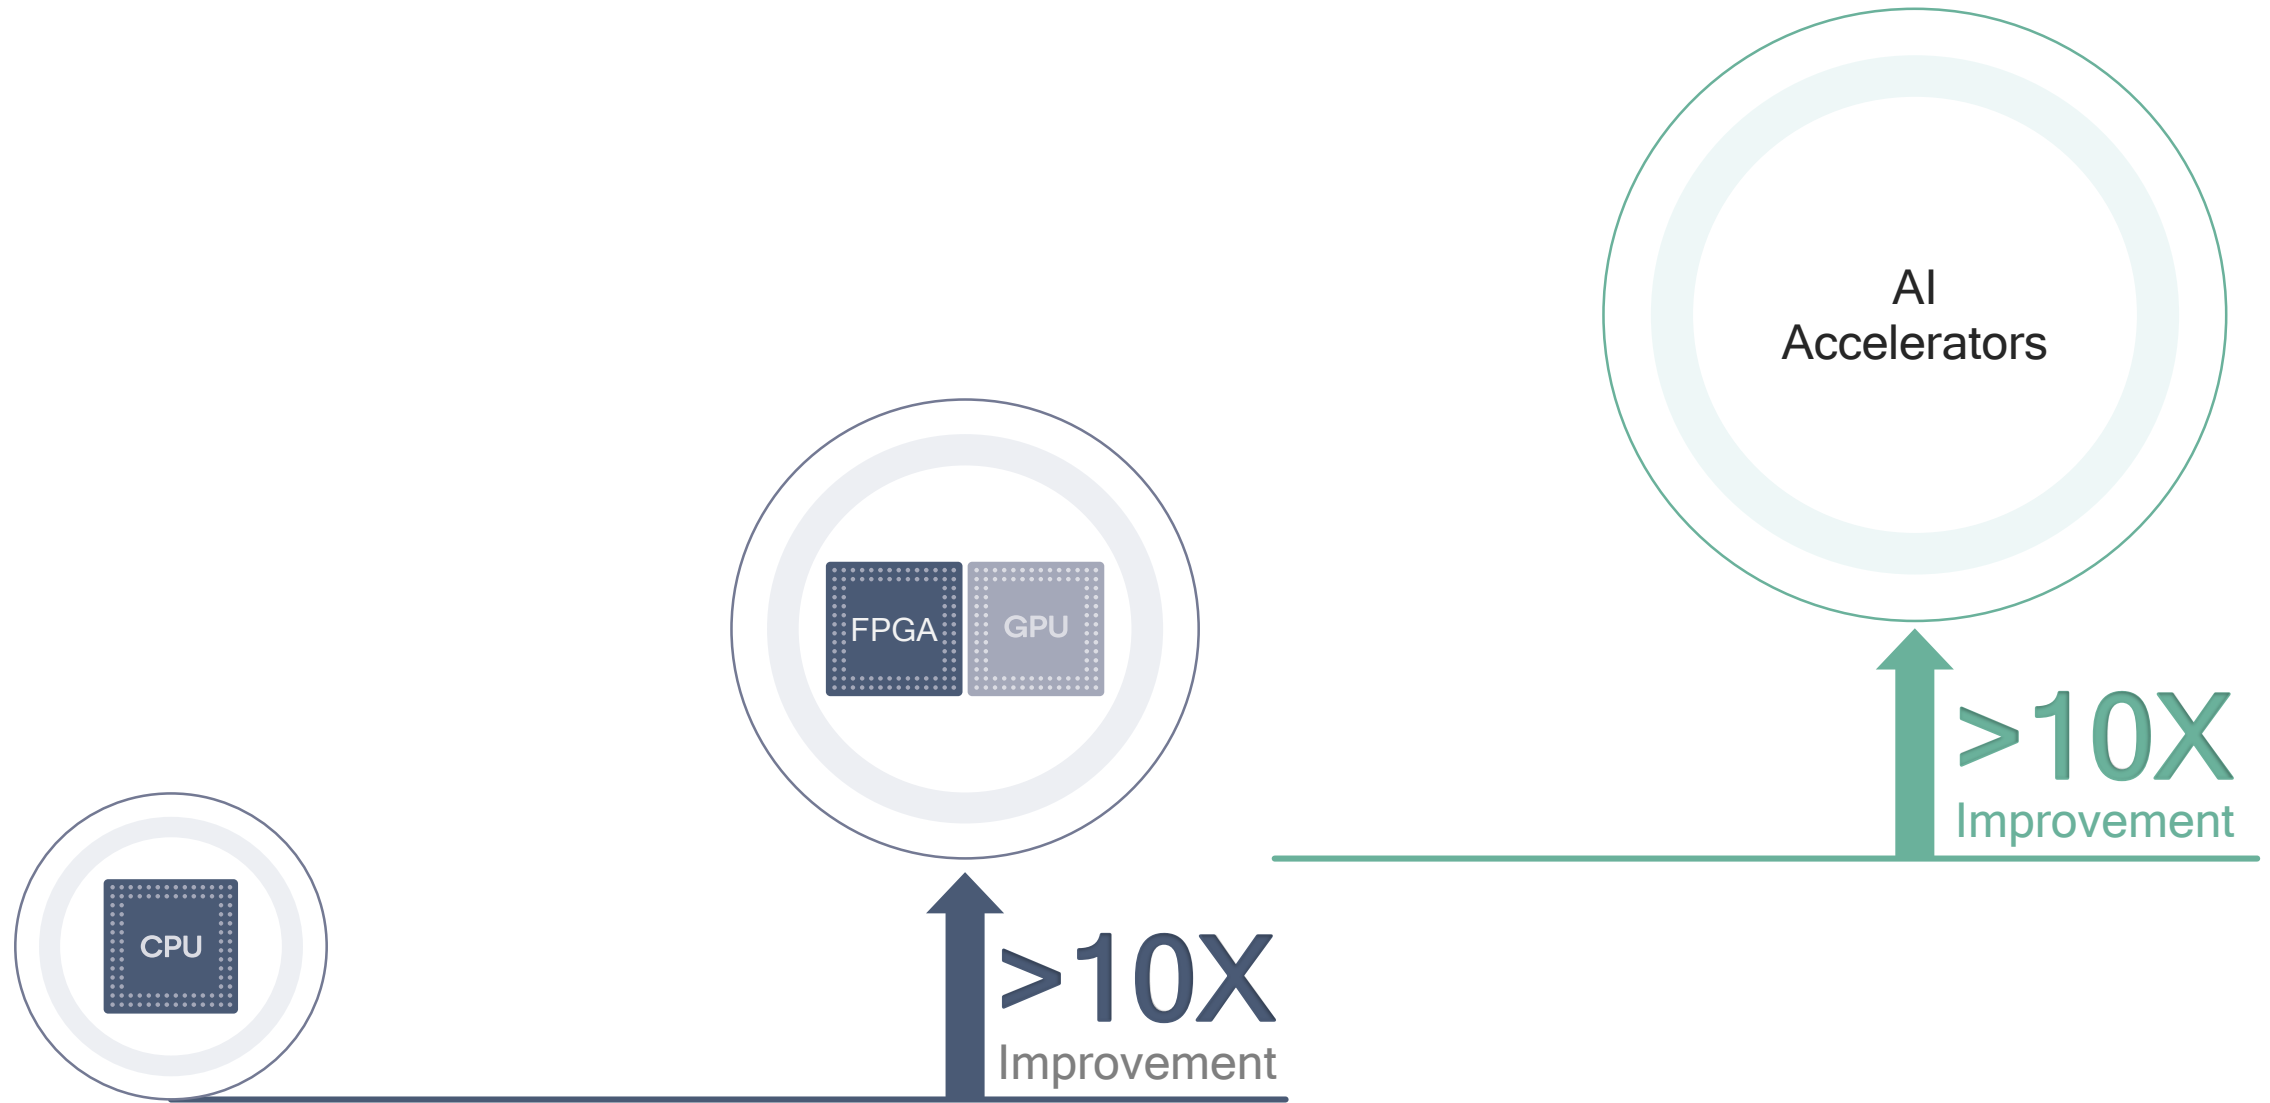 AI
Accelerators
FPGA
GPU
>10X
Improvement
CPU
>10X
Improvement